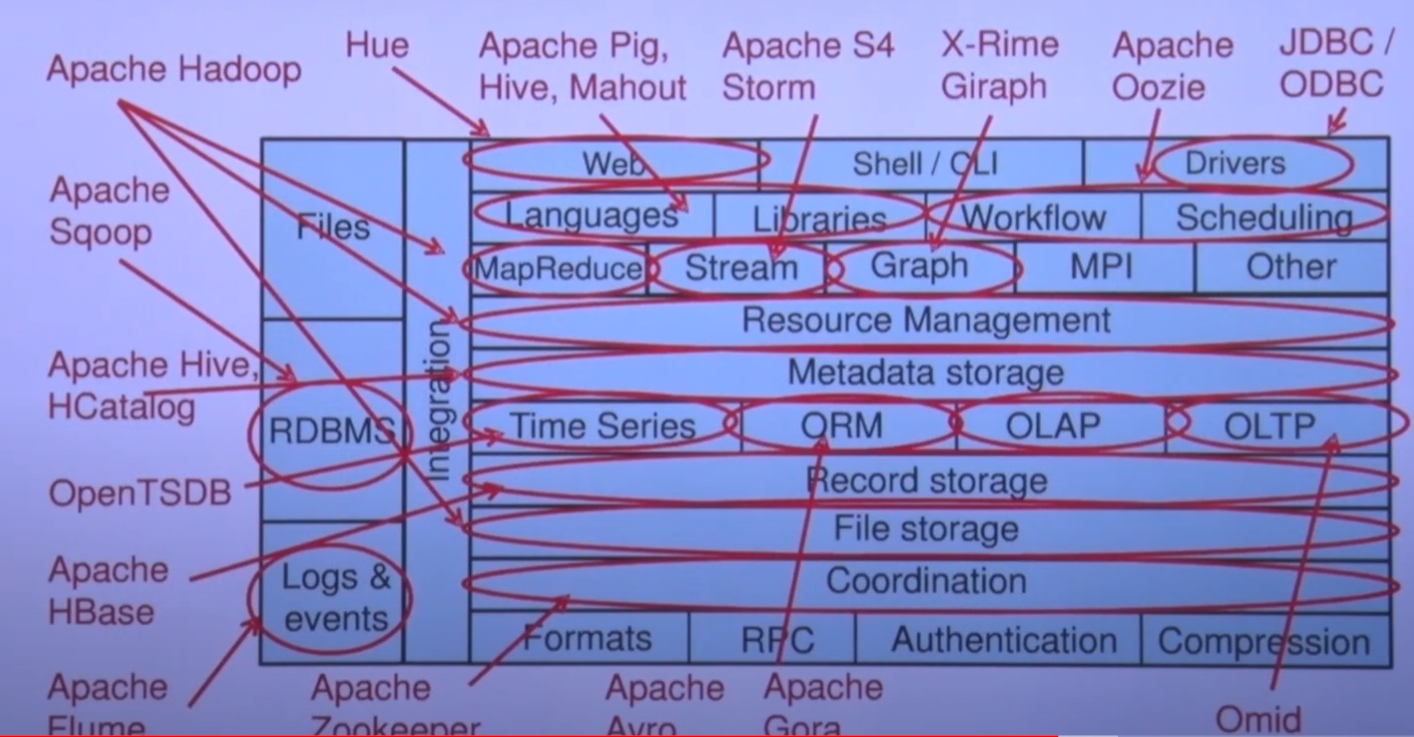 Apache Hadoop
Hue
Apache Pig,
Hive, Mahout
Apache S4
Storm
X-Rime
Giraph
Apache
Oozie
JDBC /
ODBC
Apache
Sqoop
Apache Hive,
HCatalog
OpenTSDB
Apache
HBase
Apache
Flume
Files
RDBMS
Logs &
events
Integration
Web
Shell / CLI
Drivers
Languages
Libraries
Workflow
Scheduling
MapReduce
Stream
Graph
MPI
Other
Resource Management
Metadata storage
Time Series
ORM
OLAP
OLTP
Record storage
File storage
Coordination
Formats
RPC
Authentication
Compression
Apache
Zookeeper
Apache
Avro
Apache
Gora
Omid